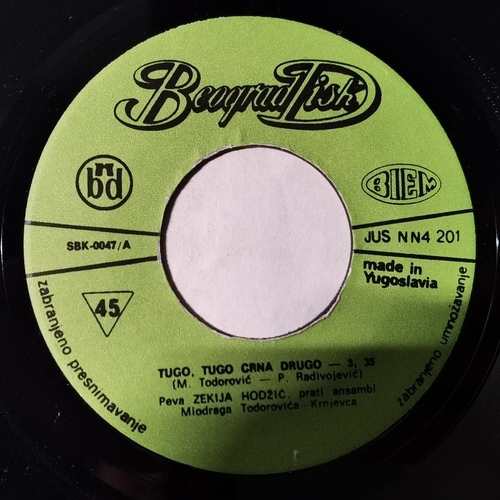 Beograd Disk
n
bd
BIEM
SBK-0047/A
JUS N N4 201
45
made in
Yugoslavia
zabranjeno presnimavanje
zabranjeno umnožavanje
TUGO, TUGO CRNA DRUGO — 3, 35
(M. Todorović — P. Radivojević)
Peva ZEKIJA HODŽIĆ, prati ansambl
Miodraga Todorovića - Krnjevca